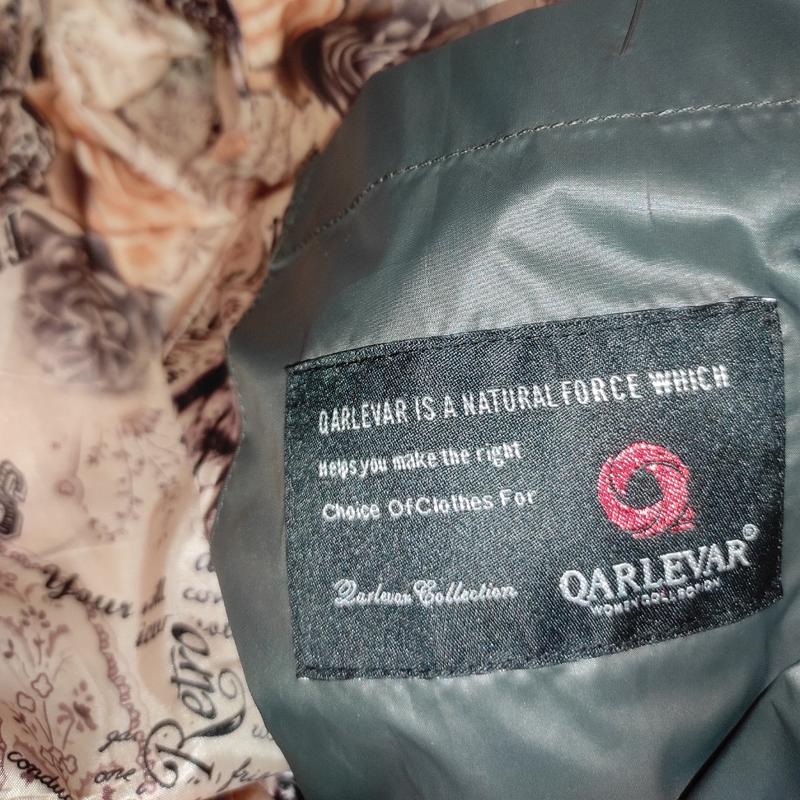 QARLEVAR IS A NATURAL FORCE WHICH
Helps you make the right
Choice Of Clothes For
Qarlevar Collection
QARLEVAR®
WOMEN COLLECTION
Your
Retro
one